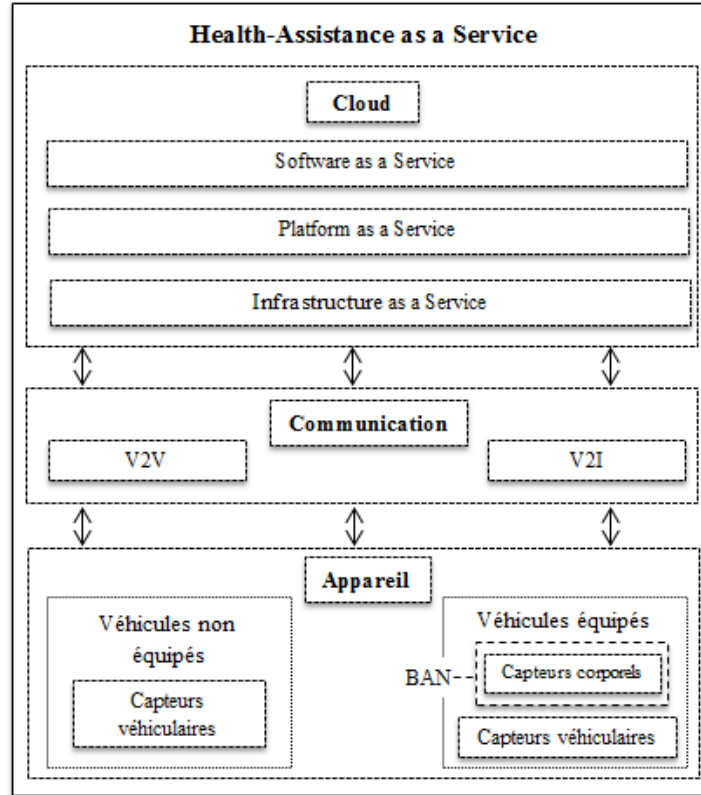 Health-Assistance as a Service
Cloud
Software as a Service
Platform as a Service
Infrastructure as a Service
Communication
V2V
V2I
Appareil
Véhicules non
équipés
Capteurs
véhiculaires
Véhicules équipés
BAN
Capteurs corporels
Capteurs véhiculaires